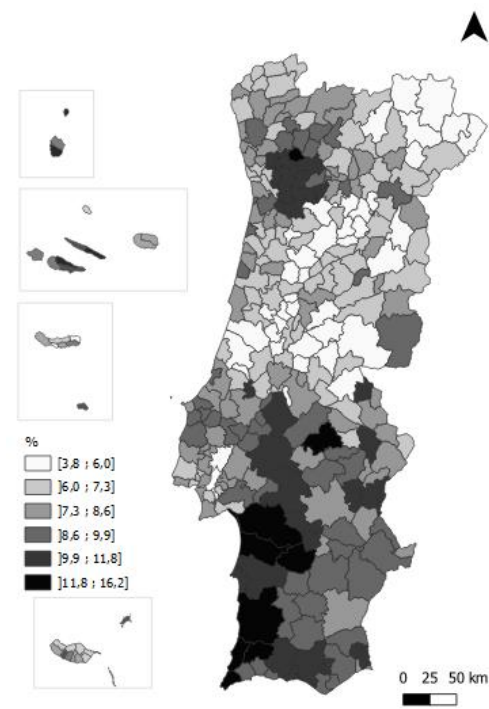 %
[3,8 ; 6,0]
]6,0 ; 7,3]
]7,3 ; 8,6]
]8,6 ; 9,9]
]9,9 ; 11,8]
]11,8 ; 16,2]
0 25 50 km